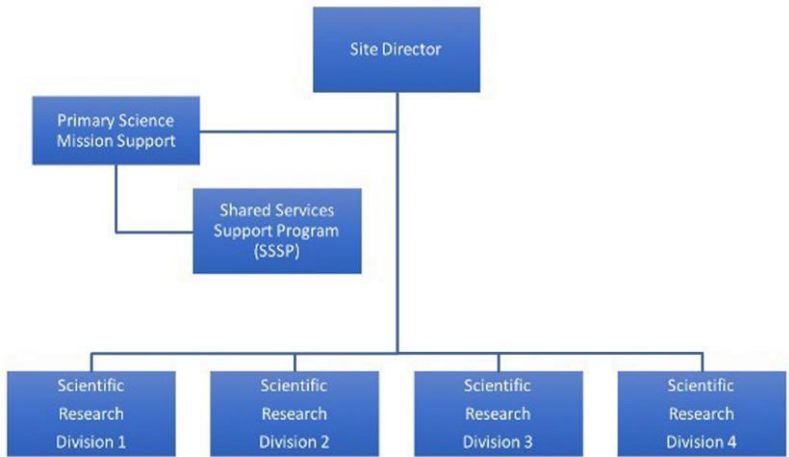 Site Director
Primary Science
Mission Support
Shared Services
Support Program
(SSSP)
Scientific
Research
Division 1
Scientific
Research
Division 2
Scientific
Research
Division 3
Scientific
Research
Division 4